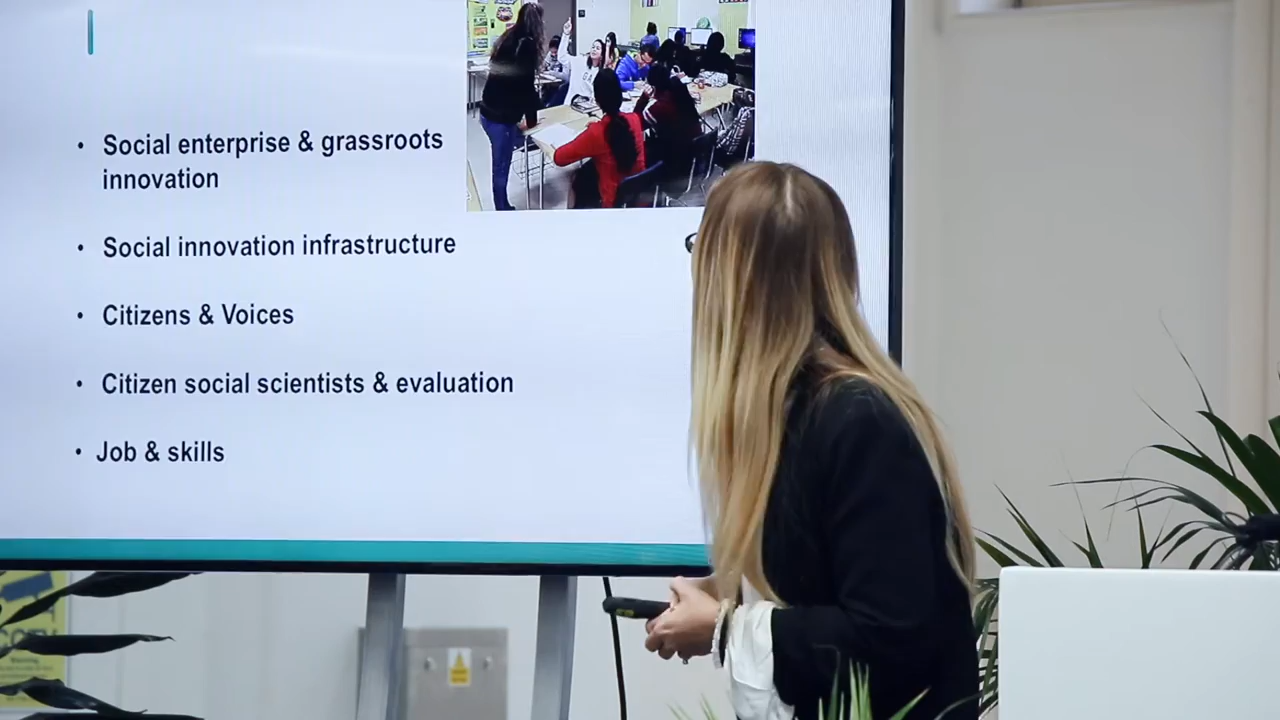 • Social enterprise & grassroots
innovation
• Social innovation infrastructure
• Citizens & Voices
• Citizen social scientists & evaluation
• Job & skills